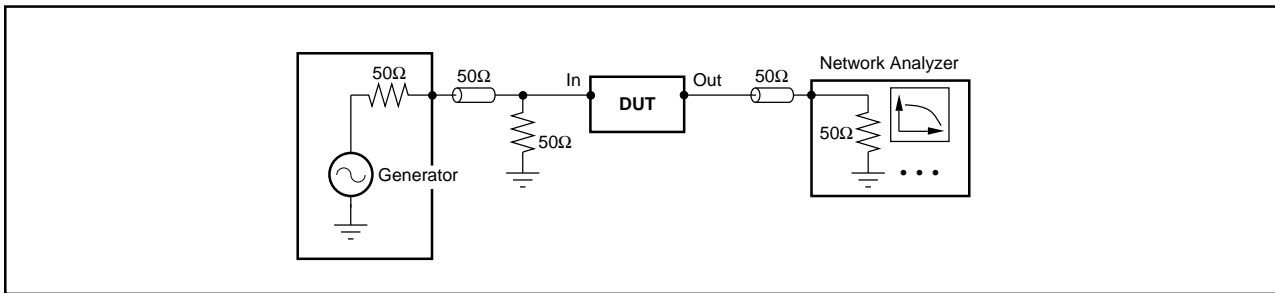 Network Analyzer
50Ω
50Ω
In
Out
50Ω
DUT
50Ω
50Ω
Generator